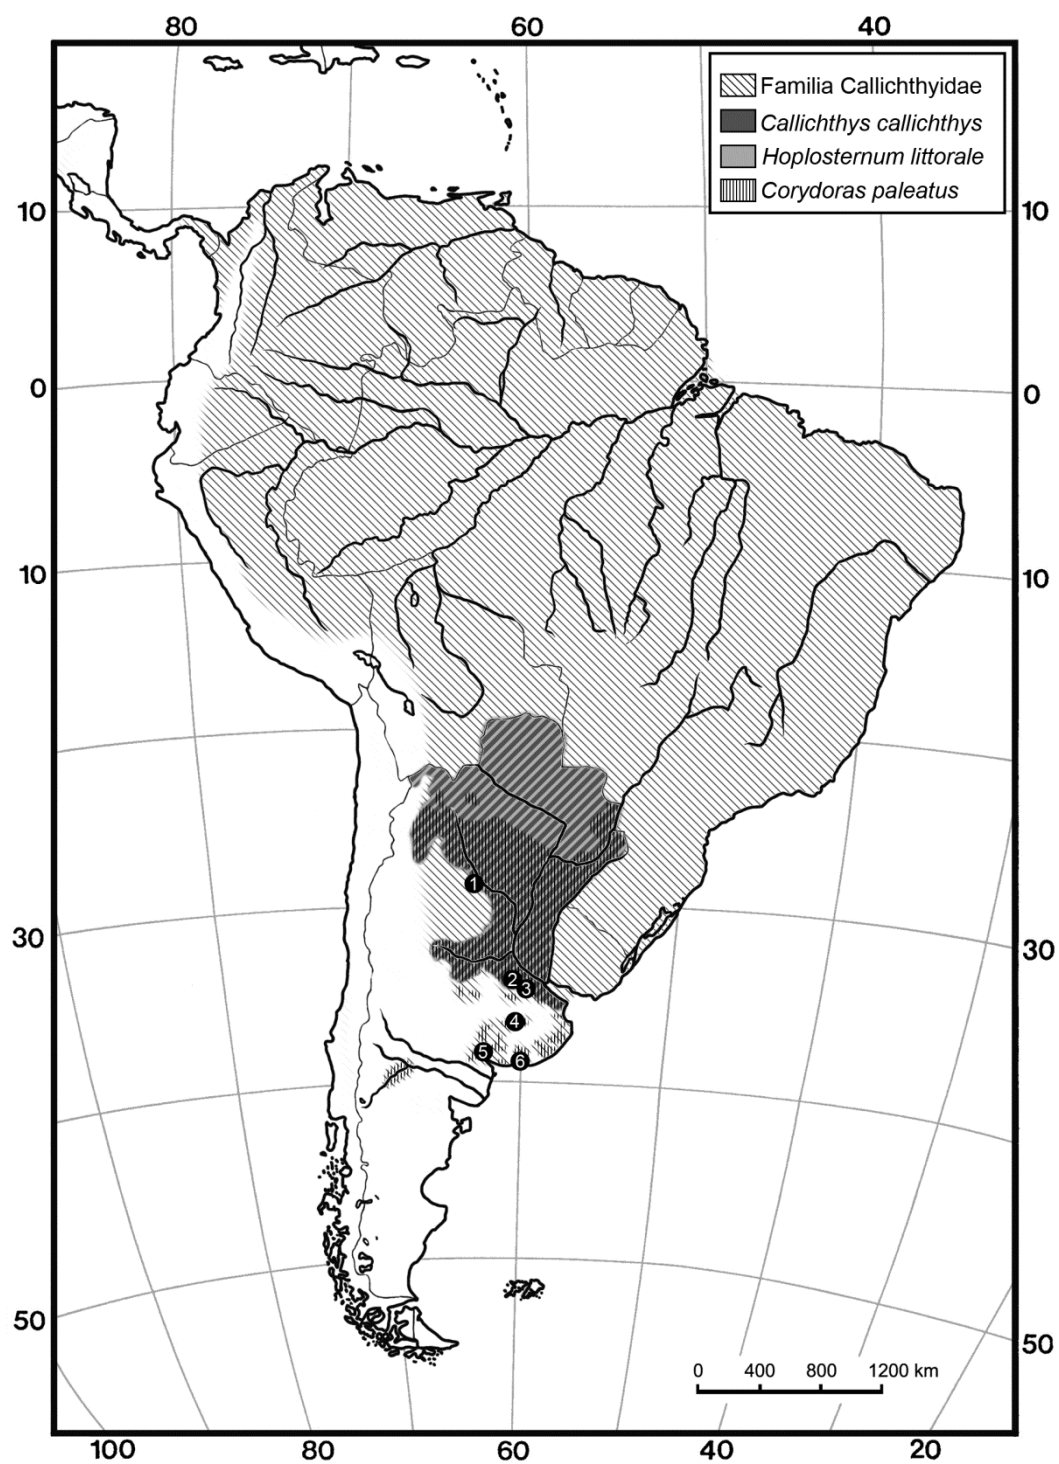 80 60 40
Familia Callichthyidae
Callichthys callichthys
Hoplosternum littorale
Corydoras paleatus
10 10
0 0
10 10
1
30 30
2
3
4
5
6
50 50
0 400 800 1200 km
100 80 60 40 20